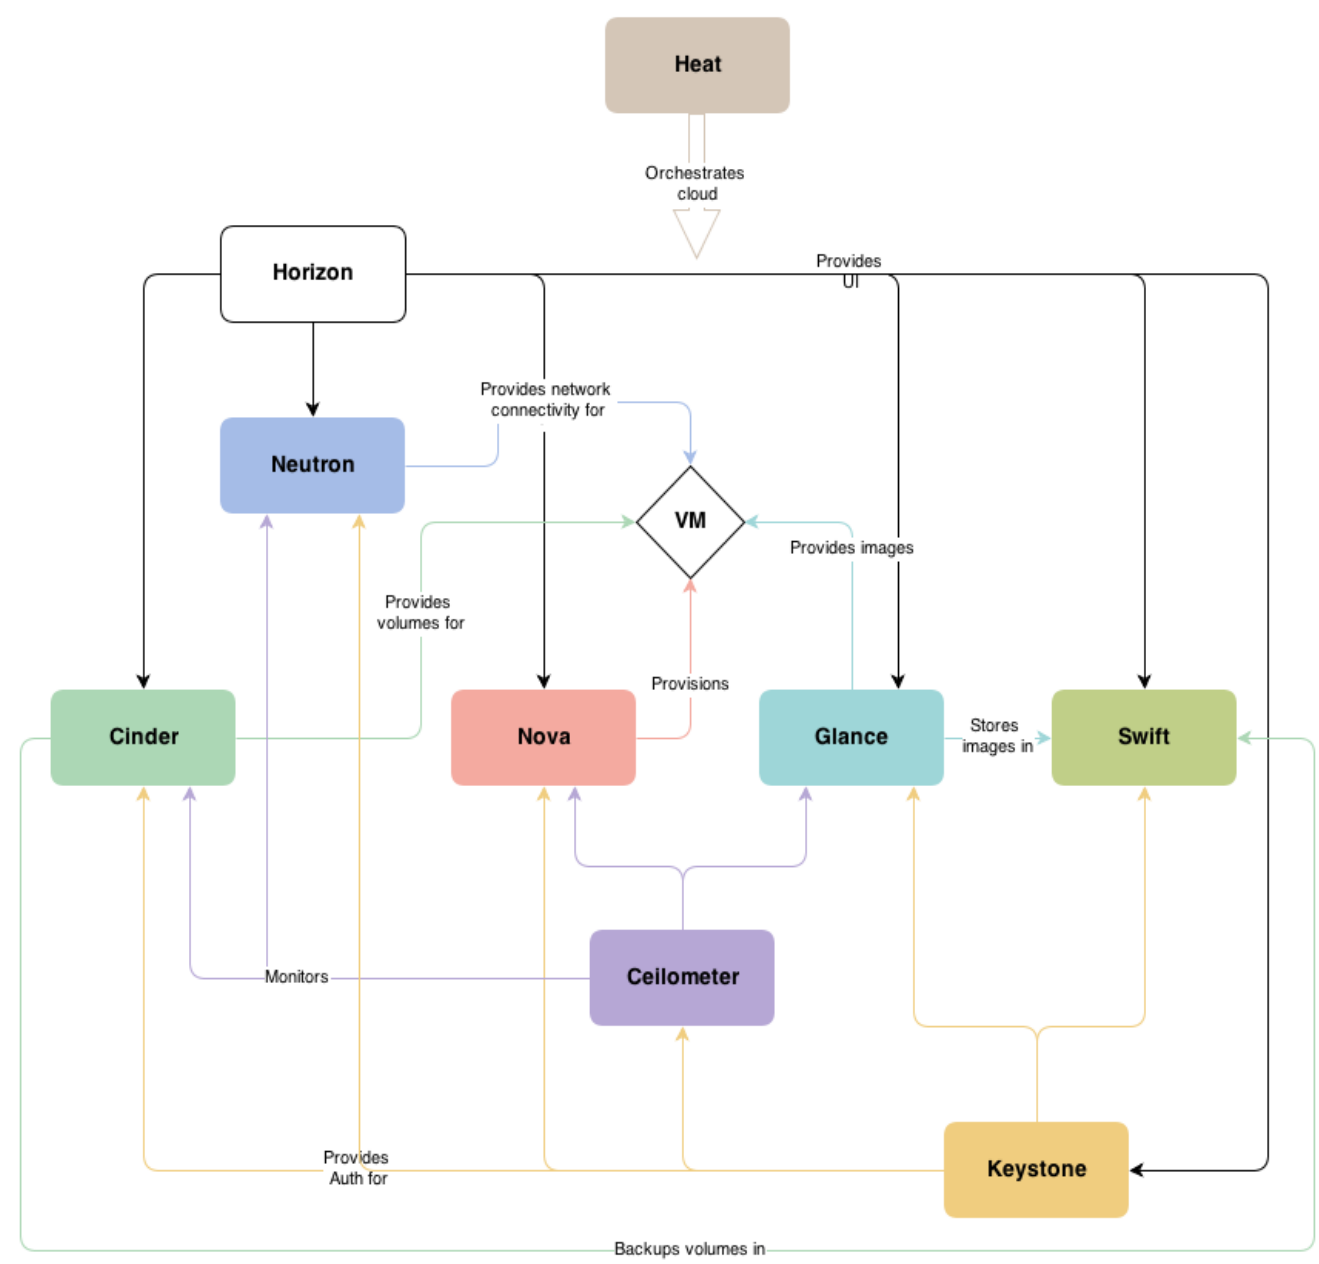 Heat
Orchestrates
cloud
Provides
UI
Horizon
Provides network
connectivity for
Neutron
VM
Provides images
Provides
volumes for
Provisions
Cinder
Nova
Glance
Stores
images in
Swift
Monitors
Ceilometer
Provides
Auth for
Keystone
Backups volumes in